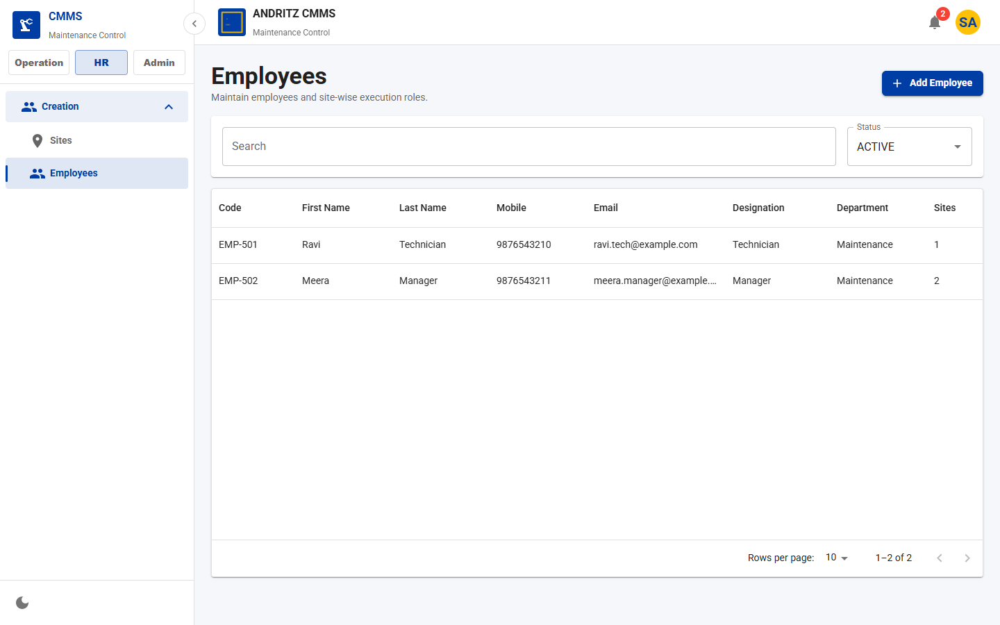 CMMS
Maintenance Control
Operation
HR
Admin
Creation
Sites
Employees
ANDRITZ CMMS
Maintenance Control
2
SA
Employees
Maintain employees and site-wise execution roles.
Add Employee
Search
Status
ACTIVE
Code First Name Last Name Mobile Email Designation Department Sites
EMP-501 Ravi Technician 9876543210 ravi.tech@example.com Technician Maintenance 1
EMP-502 Meera Manager 9876543211 meera.manager@example.... Manager Maintenance 2
Rows per page: 10 1–2 of 2